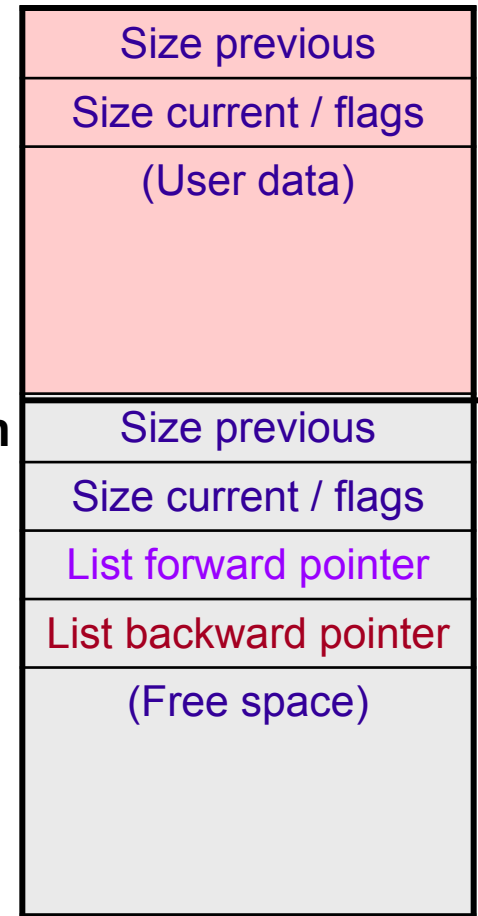 Size previous
Size current / flags
(User data)
n
Size previous
Size current / flags
List forward pointer
List backward pointer
(Free space)